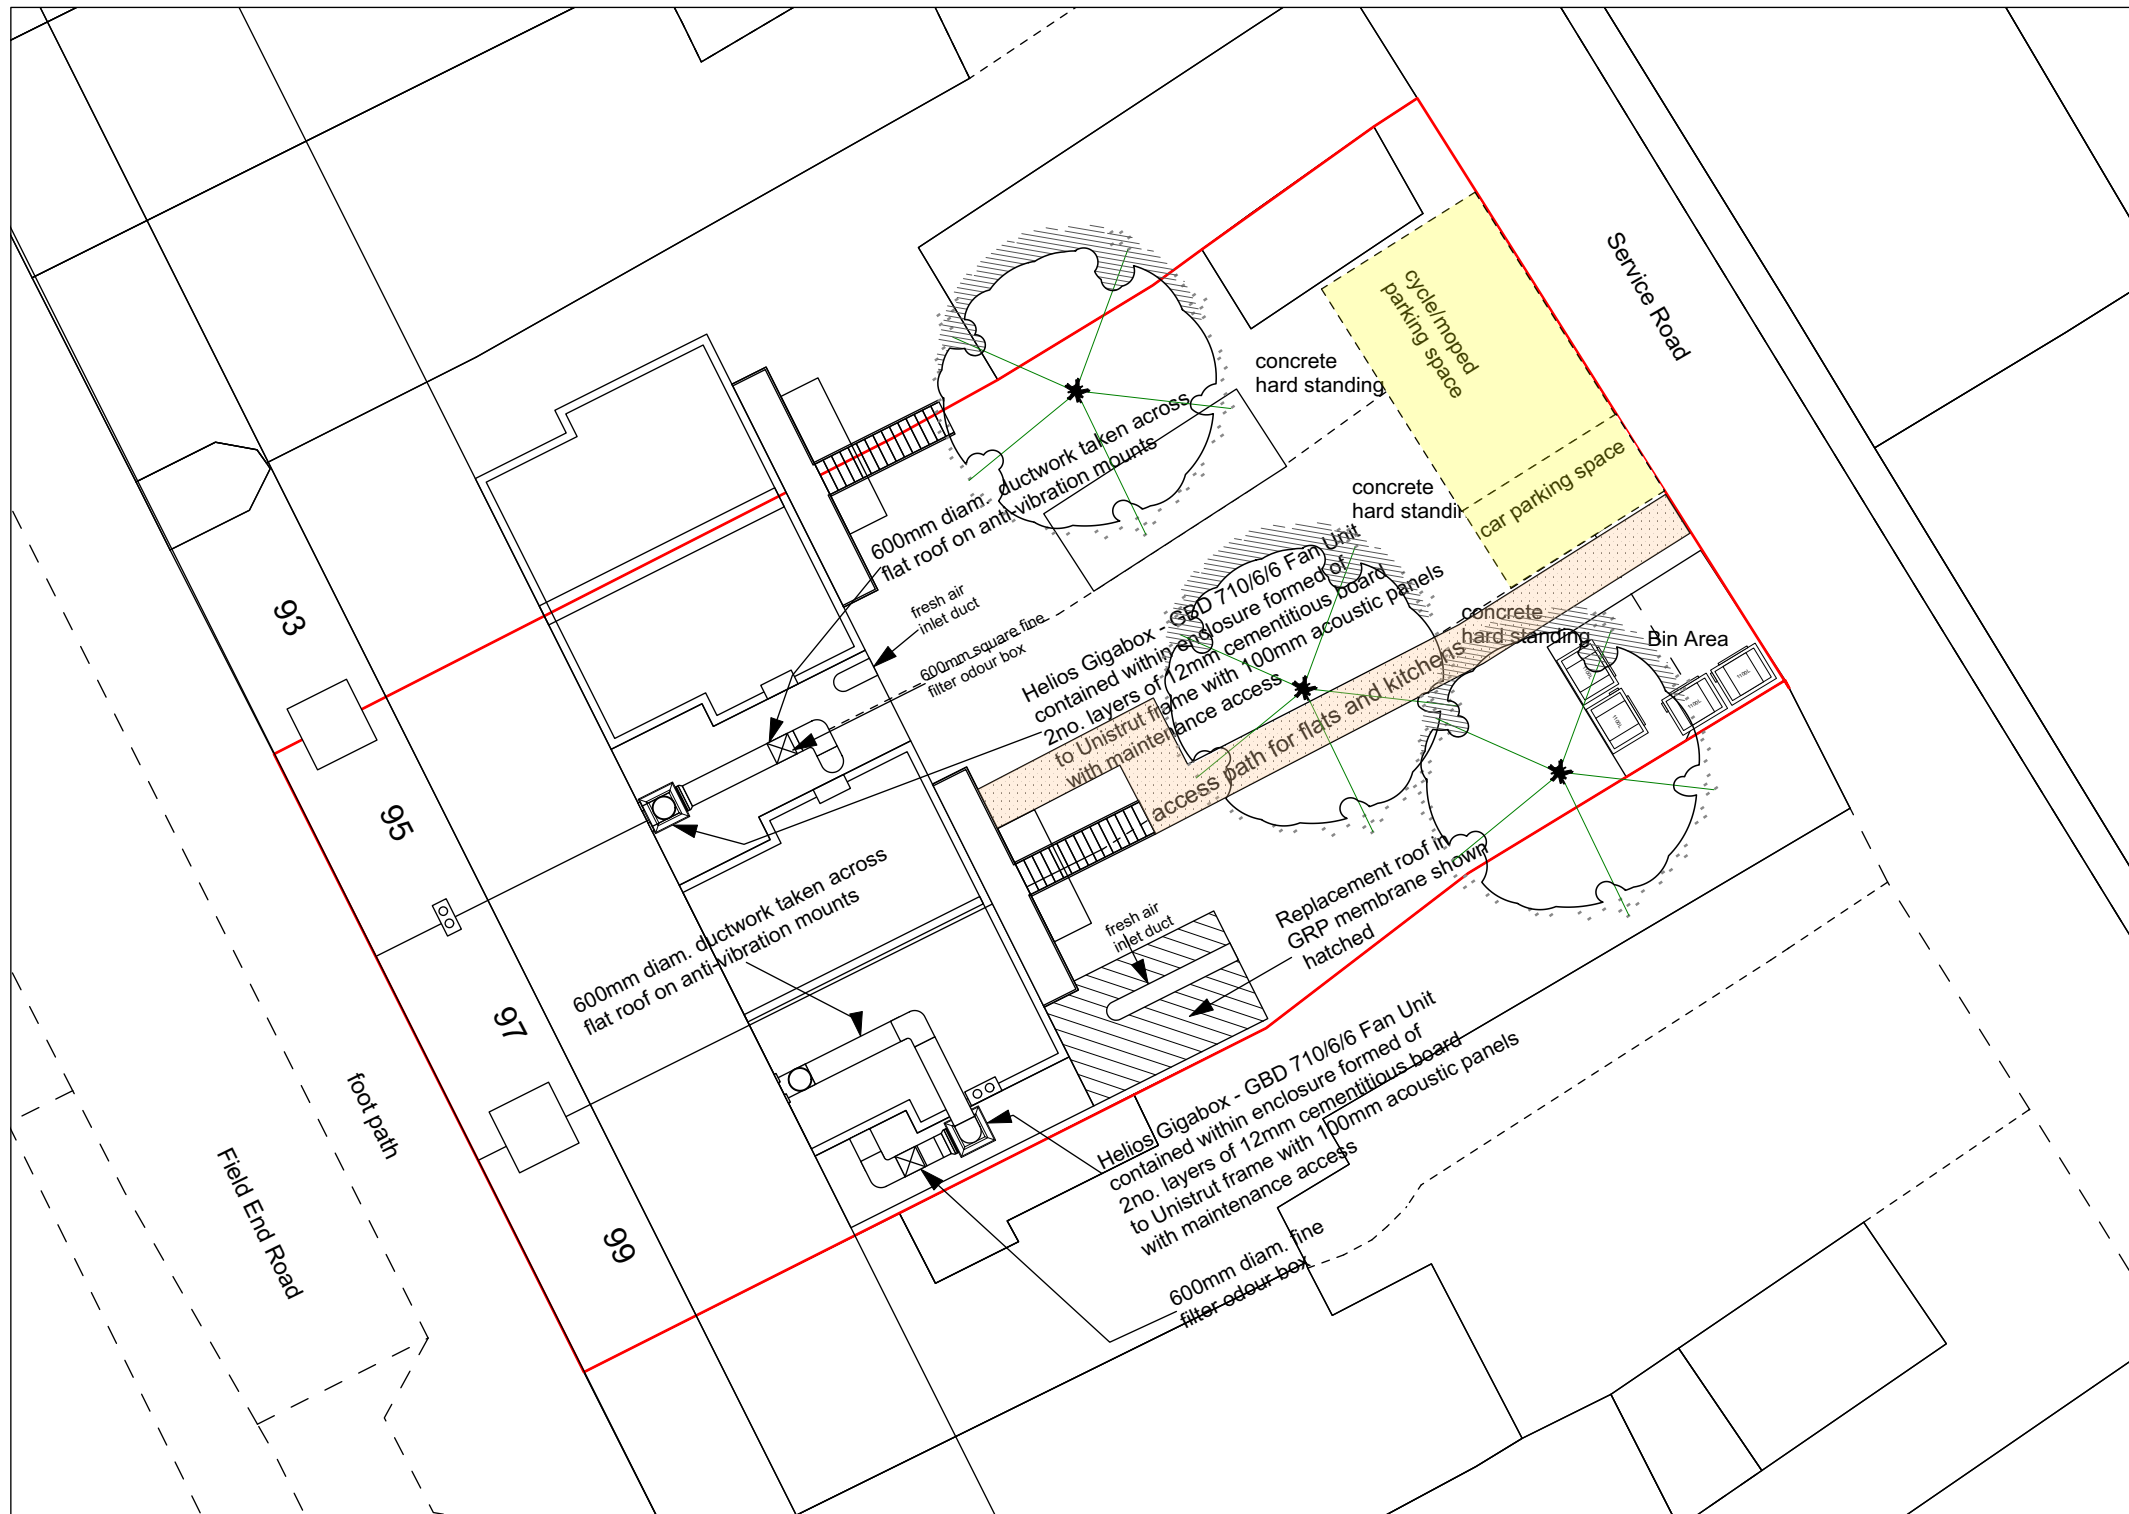 Service Road
cycle/moped
parking space
concrete
hard standing
600mm diam. ductwork taken across
flat roof on anti-vibration mounts
car parking space
concrete
hard standin
fresh air
inlet duct
600mm square fine
filter odour box
Helios Gigabox - GBD 710/6/6 Fan Unit
contained within enclosure formed of
2no. layers of 12mm cementitious board
to Unistrut frame with 100mm acoustic panels
with maintenance access
concrete
hard standing
Bin Area
1100L
1100L
1100L
1100L
access path for flats and kitchens
93
95
97
99
600mm diam. ductwork taken across
flat roof on anti-vibration mounts
fresh air
inlet duct
Replacement roof in
GRP membrane shown
hatched
Helios Gigabox - GBD 710/6/6 Fan Unit
contained within enclosure formed of
2no. layers of 12mm cementitious board
to Unistrut frame with 100mm acoustic panels
with maintenance access
600mm diam. fine
filter odour box
foot path
Field End Road